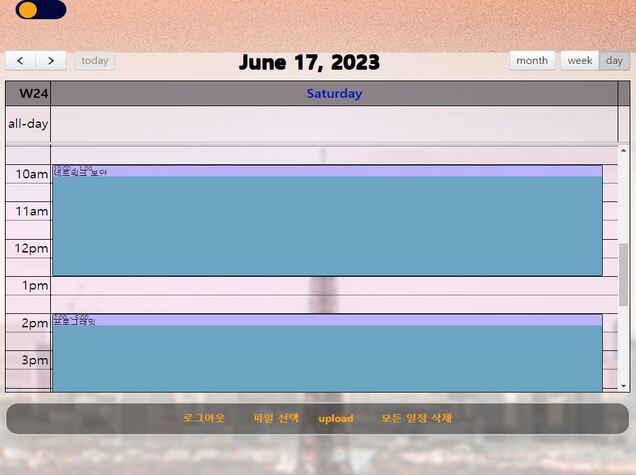 today
June 17, 2023
month
week
day
W24
Saturday
all-day
10am
10:00 - 1:00
네트워크 보안
11am
12pm
1pm
2pm
2:00 - 5:00
프로그래밍
3pm
로그아웃
파일 선택
upload
모든 일정 삭제